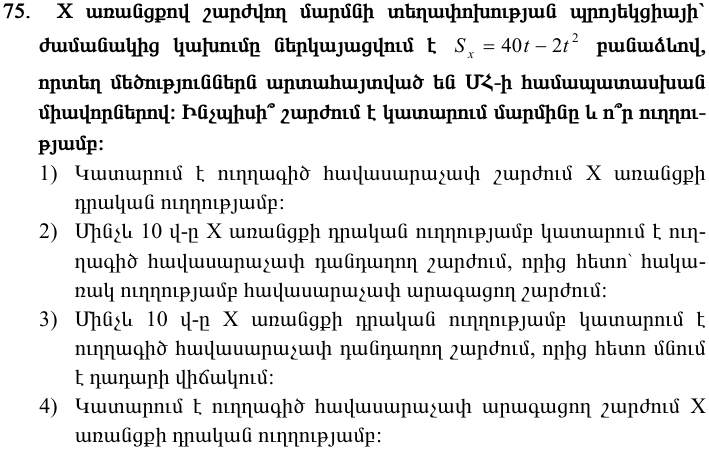 75. X առանցքով շարժվող մարմնի տեղափոխության պրոյեկցիայի՝
ժամանակից կախումը ներկայացվում է Sₓ = 40t − 2t² բանաձևով,
որտեղ մեծություններն արտահայտված են ՄՀ-ի համապատասխան
միավորներով: Ինչպիսի՞ շարժում է կատարում մարմինը և ո՞ր ուղղու-
թյամբ:
1) Կատարում է ուղղագիծ հավասարաչափ շարժում X առանցքի
դրական ուղղությամբ:
2) Մինչև 10 վ-ը X առանցքի դրական ուղղությամբ կատարում է ուղ-
ղագիծ հավասարաչափ դանդաղող շարժում, որից հետո՝ հակա-
ռակ ուղղությամբ հավասարաչափ արագացող շարժում:
3) Մինչև 10 վ-ը X առանցքի դրական ուղղությամբ կատարում է
ուղղագիծ հավասարաչափ դանդաղող շարժում, որից հետո մնում
է դադարի վիճակում:
4) Կատարում է ուղղագիծ հավասարաչափ արագացող շարժում X
առանցքի դրական ուղղությամբ: